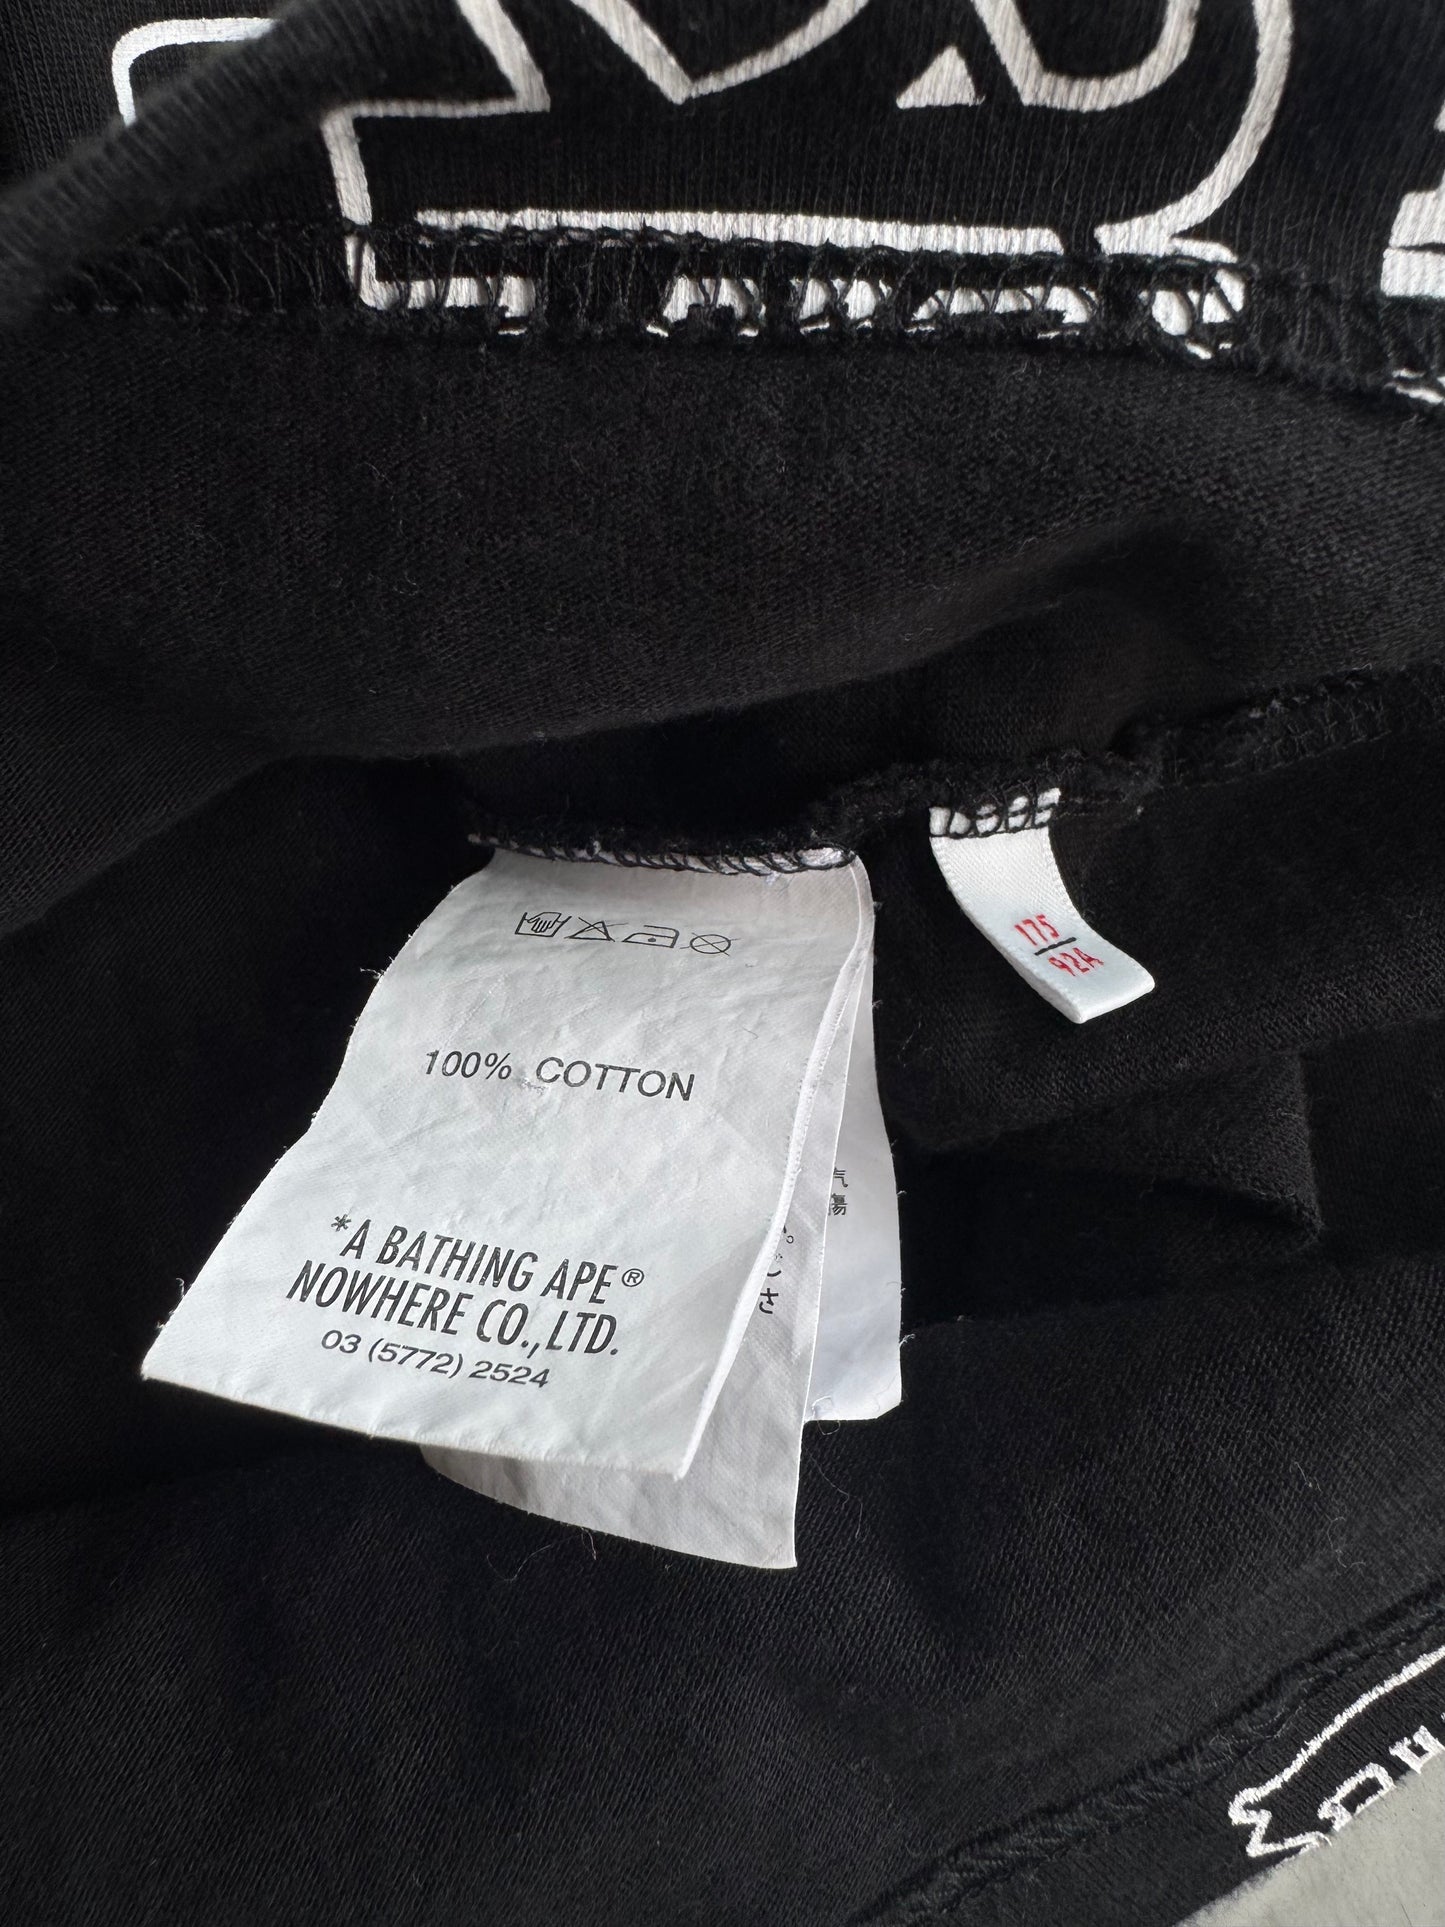 175
92A
100% COTTON
*A BATHING APE®
NOWHERE CO., LTD.
03 (5772) 2524